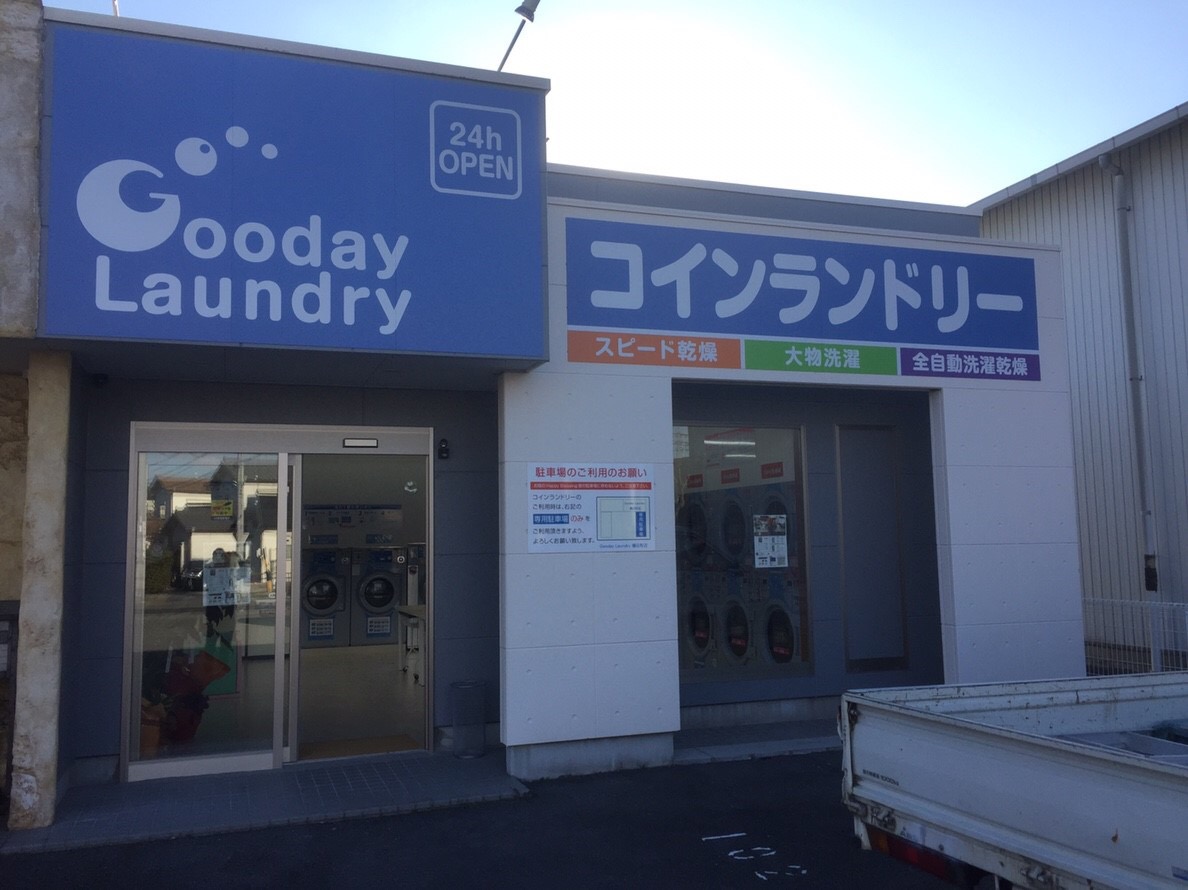 24h
OPEN
Gooday
Laundry
コインランドリー
スピード乾燥
大物洗濯
全自動洗濯乾燥
駐車場のご利用のお願い
コインランドリーの
ご利用時は、右記の
専用駐車場のみを
ご利用頂きますよう、
よろしくお願い致します。
102